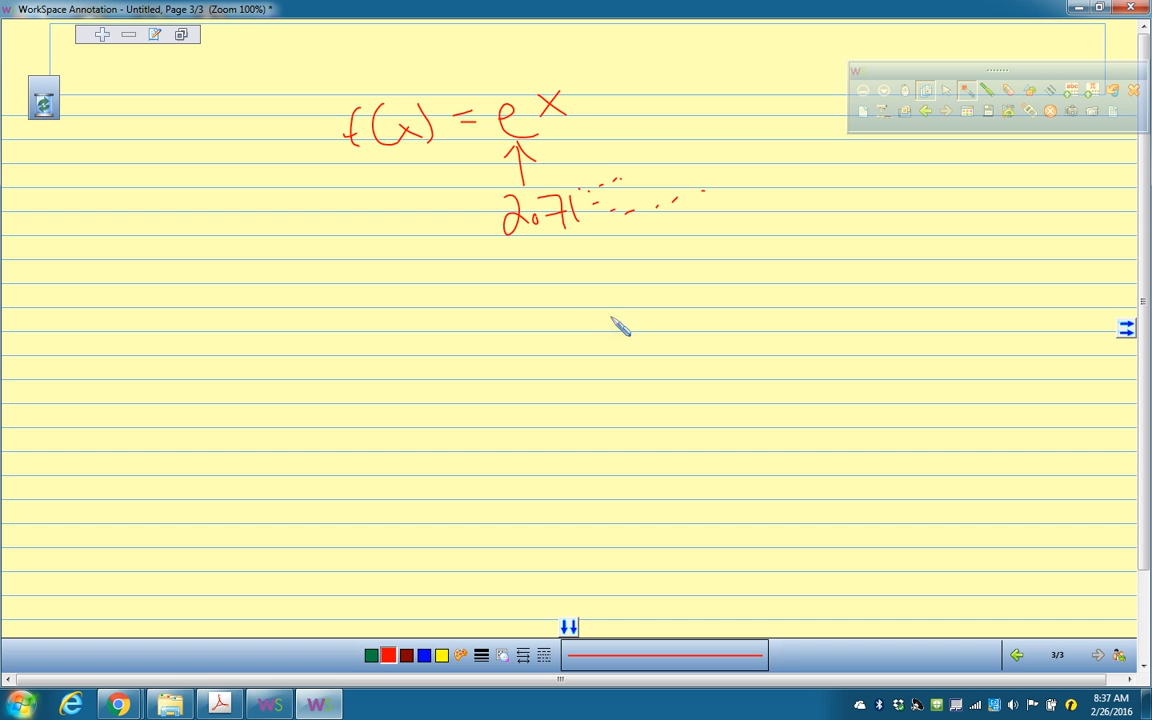 WorkSpace Annotation - Untitled, Page 3/3 (Zoom 100%) *
f(x) = e^x
2.71......
3/3
8:37 AM
2/26/2016